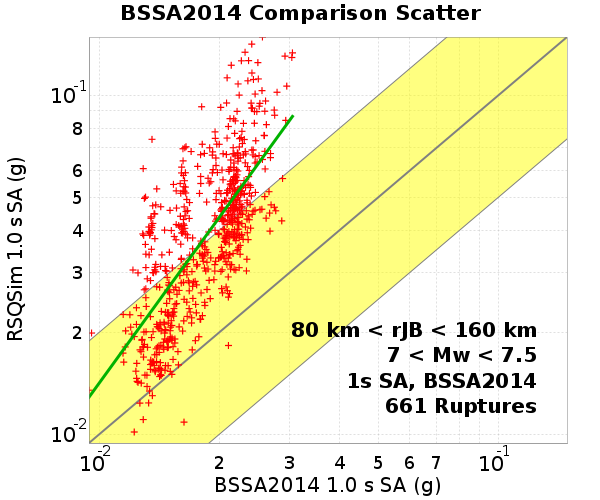 BSSA2014 Comparison Scatter
RSQSim 1.0 s SA (g)
10-1
8
6
5
4
3
2
10-2
80 km < rJB < 160 km
7 < Mw < 7.5
1s SA, BSSA2014
661 Ruptures
10-2 2 3 4 5 6 7 10-1
BSSA2014 1.0 s SA (g)